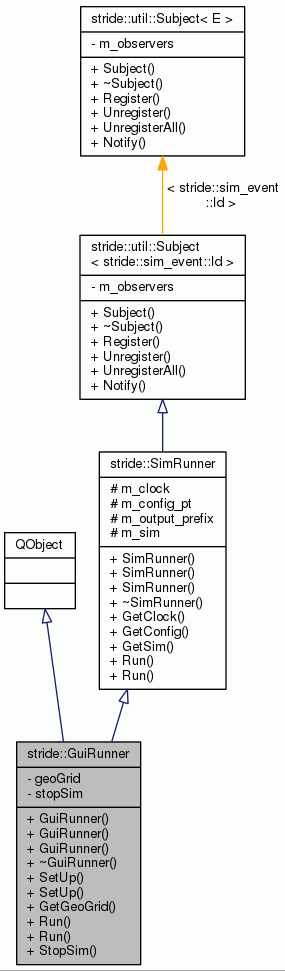 stride::util::Subject< E >
- m_observers
+ Subject()
+ ~Subject()
+ Register()
+ Unregister()
+ UnregisterAll()
+ Notify()
< stride::sim_event
::Id >
stride::util::Subject
< stride::sim_event::Id >
- m_observers
+ Subject()
+ ~Subject()
+ Register()
+ Unregister()
+ UnregisterAll()
+ Notify()
stride::SimRunner
# m_clock
# m_config_pt
# m_output_prefix
# m_sim
+ SimRunner()
+ SimRunner()
+ SimRunner()
+ ~SimRunner()
+ GetClock()
+ GetConfig()
+ GetSim()
+ Run()
+ Run()
QObject
stride::GuiRunner
- geoGrid
- stopSim
+ GuiRunner()
+ GuiRunner()
+ GuiRunner()
+ ~GuiRunner()
+ SetUp()
+ SetUp()
+ GetGeoGrid()
+ Run()
+ Run()
+ StopSim()